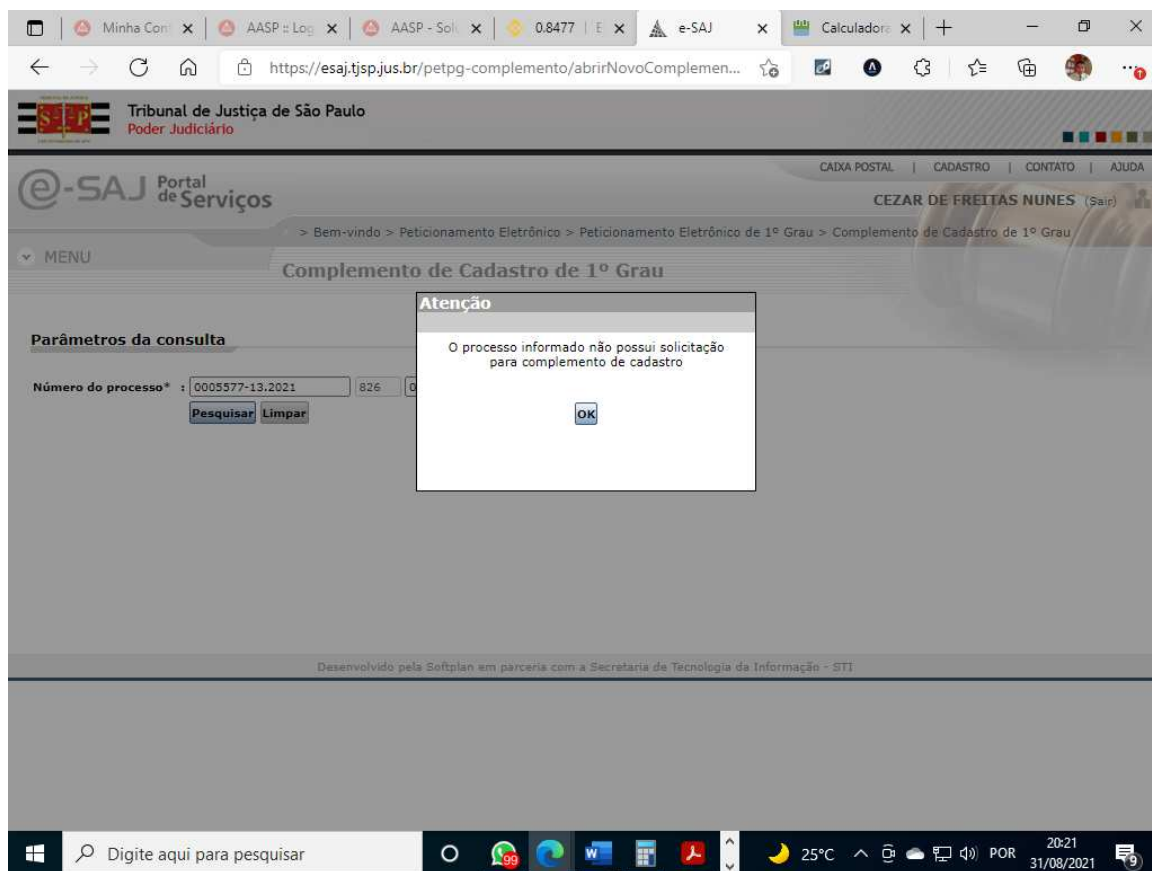 Minha Con
AASP :: Log
AASP - Soli
0.8477 | E
e-SAJ
Calculadora
https://esaj.tjsp.jus.br/petpg-complemento/abrirNovoComplemen...
S P
Tribunal de Justiça de São Paulo
Poder Judiciário
CAIXA POSTAL | CADASTRO | CONTATO | AJUDA
e-SAJ Portal de Serviços
CEZAR DE FREITAS NUNES (Sair)
> Bem-vindo > Peticionamento Eletrônico > Peticionamento Eletrônico de 1º Grau > Complemento de Cadastro de 1º Grau
MENU
Complemento de Cadastro de 1º Grau
Atenção
O processo informado não possui solicitação
para complemento de cadastro
OK
Parâmetros da consulta
Número do processo* : 0005577-13.2021 826 0
Pesquisar Limpar
Desenvolvido pela Softplan em parceria com a Secretaria de Tecnologia da Informação - STI
Digite aqui para pesquisar
99
25°C
POR
20:21
31/08/2021
9